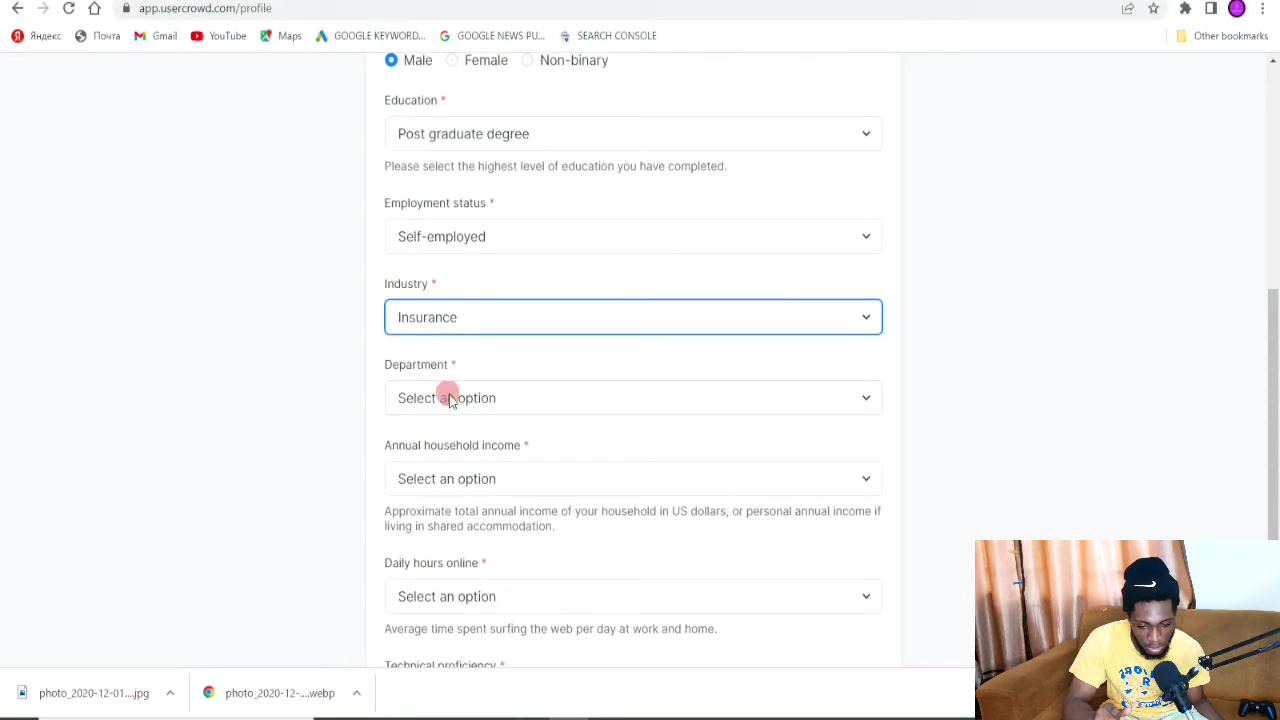 app.usercrowd.com/profile
Яндекс
Почта
Gmail
YouTube
Maps
GOOGLE KEYWORD...
GOOGLE NEWS PU...
SEARCH CONSOLE
Other bookmarks
Male
Female
Non-binary
Education *
Post graduate degree
Please select the highest level of education you have completed.
Employment status *
Self-employed
Industry *
Insurance
Department *
Select an option
Annual household income *
Select an option
Approximate total annual income of your household in US dollars, or personal annual income if
living in shared accommodation.
Daily hours online *
Select an option
Average time spent surfing the web per day at work and home.
Technical proficiency *
photo_2020-12-01....jpg
photo_2020-12-....webp